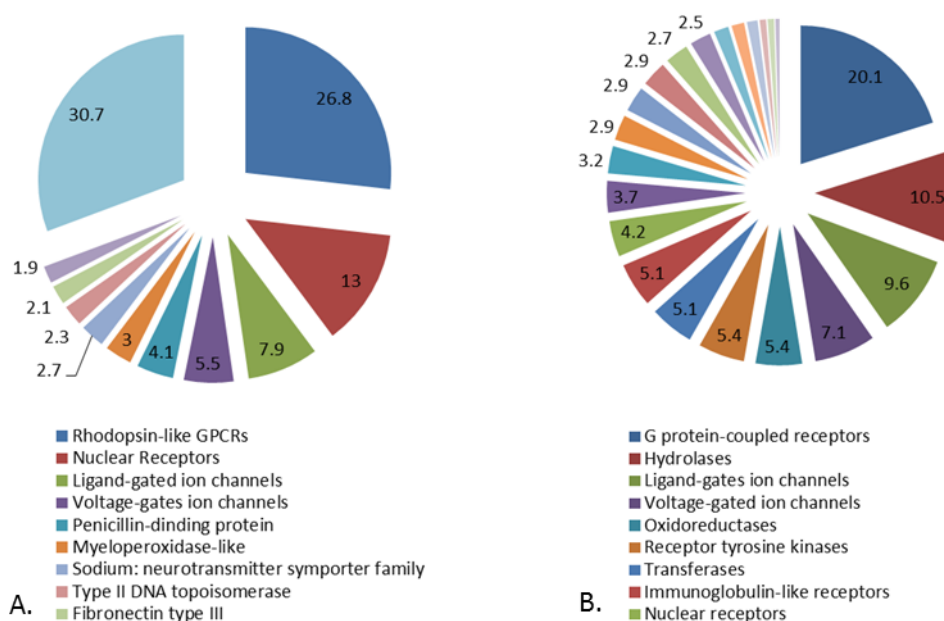 30.7
26.8
13
7.9
5.5
4.1
3
2.7
2.3
2.1
1.9
Rhodopsin-like GPCRs
Nuclear Receptors
Ligand-gated ion channels
Voltage-gates ion channels
Penicillin-dinding protein
Myeloperoxidase-like
Sodium: neurotransmitter symporter family
Type II DNA topoisomerase
Fibronectin type III
A.
2.5
2.7
2.9
2.9
2.9
3.2
3.7
4.2
5.1
5.1
5.4
5.4
7.1
9.6
10.5
20.1
G protein-coupled receptors
Hydrolases
Ligand-gates ion channels
Voltage-gated ion channels
Oxidoreductases
Receptor tyrosine kinases
Transferases
Immunoglobulin-like receptors
Nuclear receptors
B.